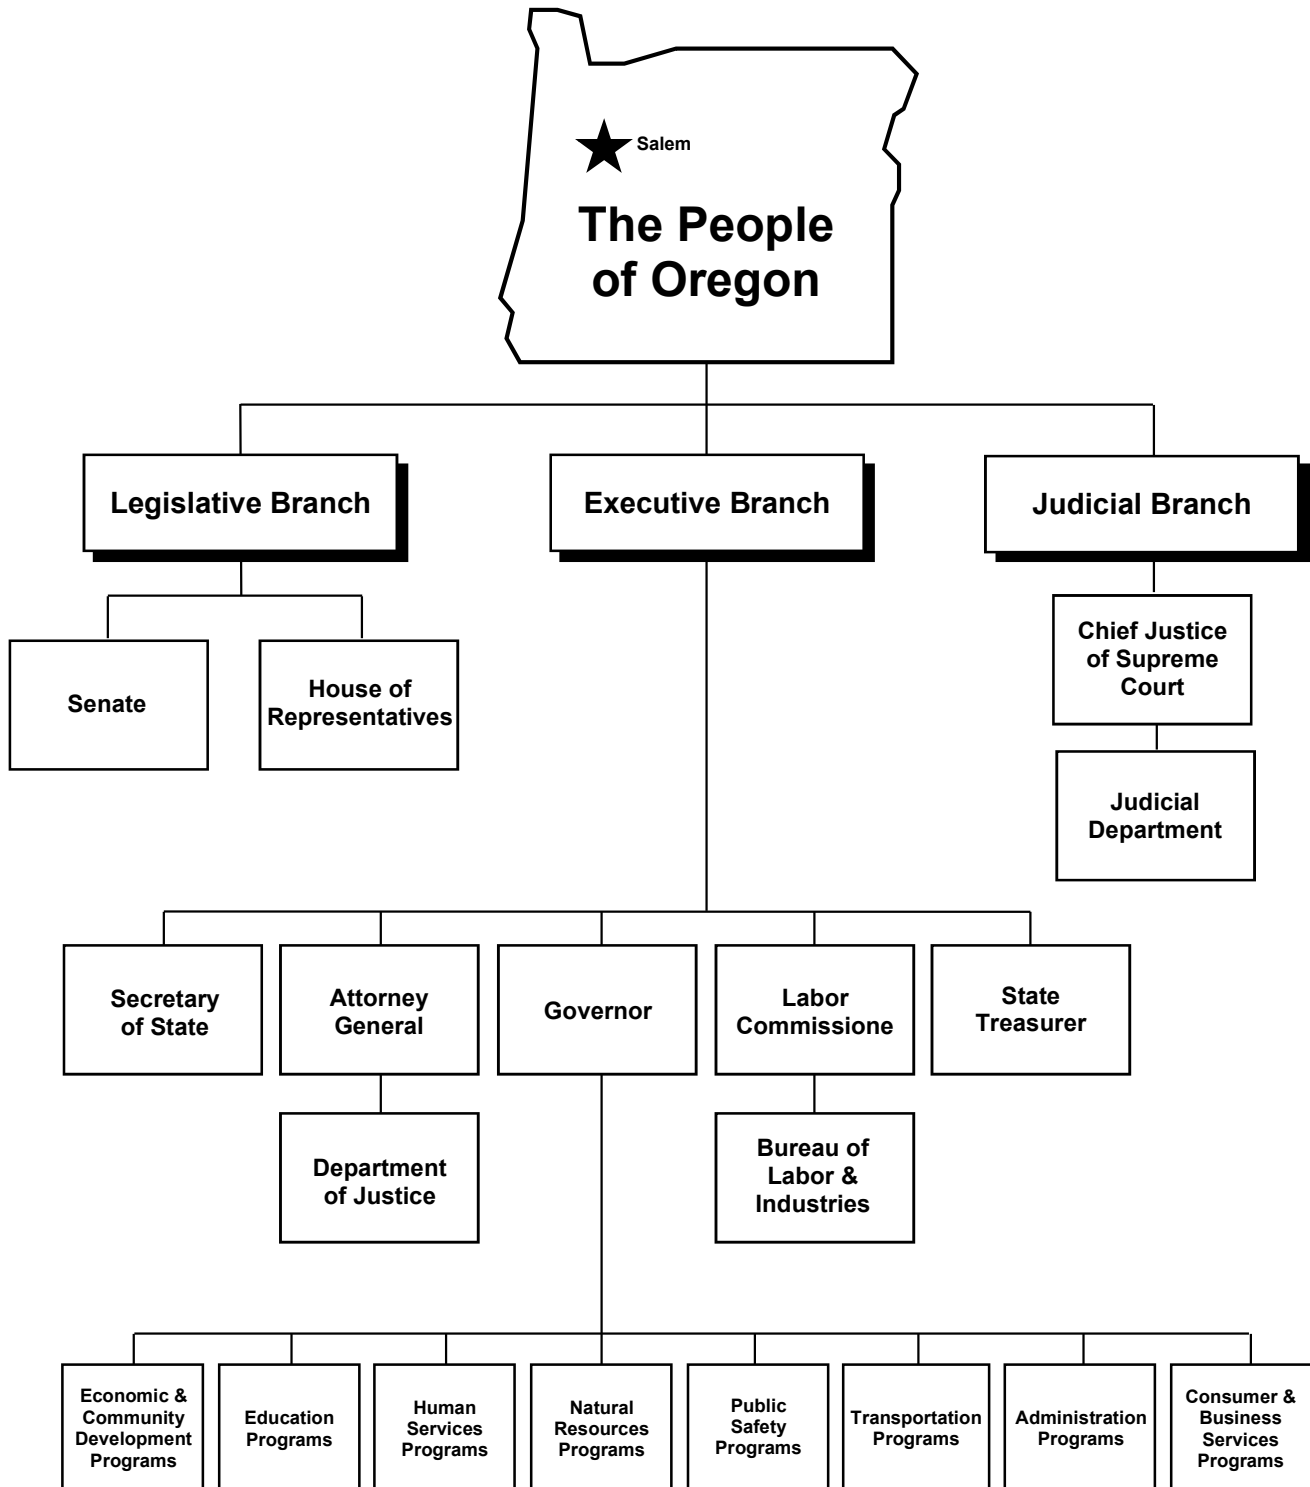 Salem
The People
of Oregon
Legislative Branch
Executive Branch
Judicial Branch
Senate
House of
Representatives
Chief Justice
of Supreme
Court
Judicial
Department
Secretary
of State
Attorney
General
Governor
Labor
Commissione
State
Treasurer
Department
of Justice
Bureau of
Labor &
Industries
Economic &
Community
Development
Programs
Education
Programs
Human
Services
Programs
Natural
Resources
Programs
Public
Safety
Programs
Transportation
Programs
Administration
Programs
Consumer &
Business
Services
Programs